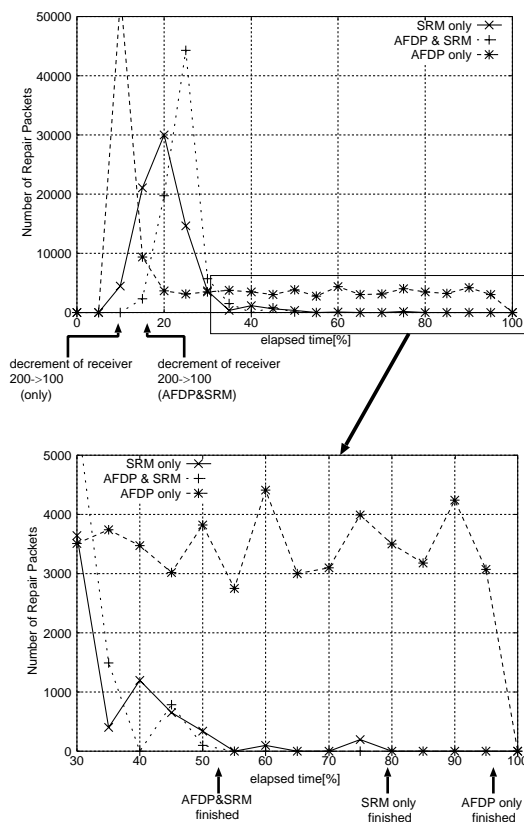 50000
40000
30000
20000
10000
0
Number of Repair Packets
SRM only
AFDP & SRM
AFDP only
0 20 40 60 80 100
elapsed time[%]
decrement of receiver
200->100
(only)
decrement of receiver
200->100
(AFDP&SRM)
5000
4000
3000
2000
1000
0
Number of Repair Packets
SRM only
AFDP & SRM
AFDP only
30 40 50 60 70 80 90 100
elapsed time[%]
AFDP&SRM
finished
SRM only
finished
AFDP only
finished